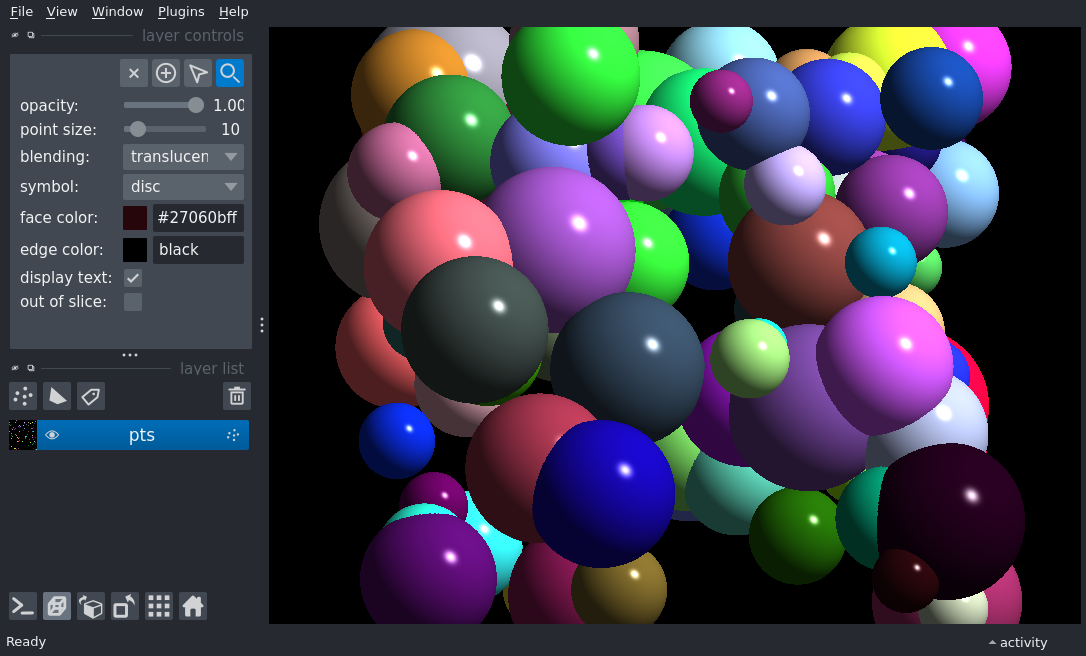 File View Window Plugins Help
layer controls
opacity: 1.00
point size: 10
blending: translucen
symbol: disc
face color: #27060bff
edge color: black
display text:
out of slice:
layer list
pts
Ready
activity